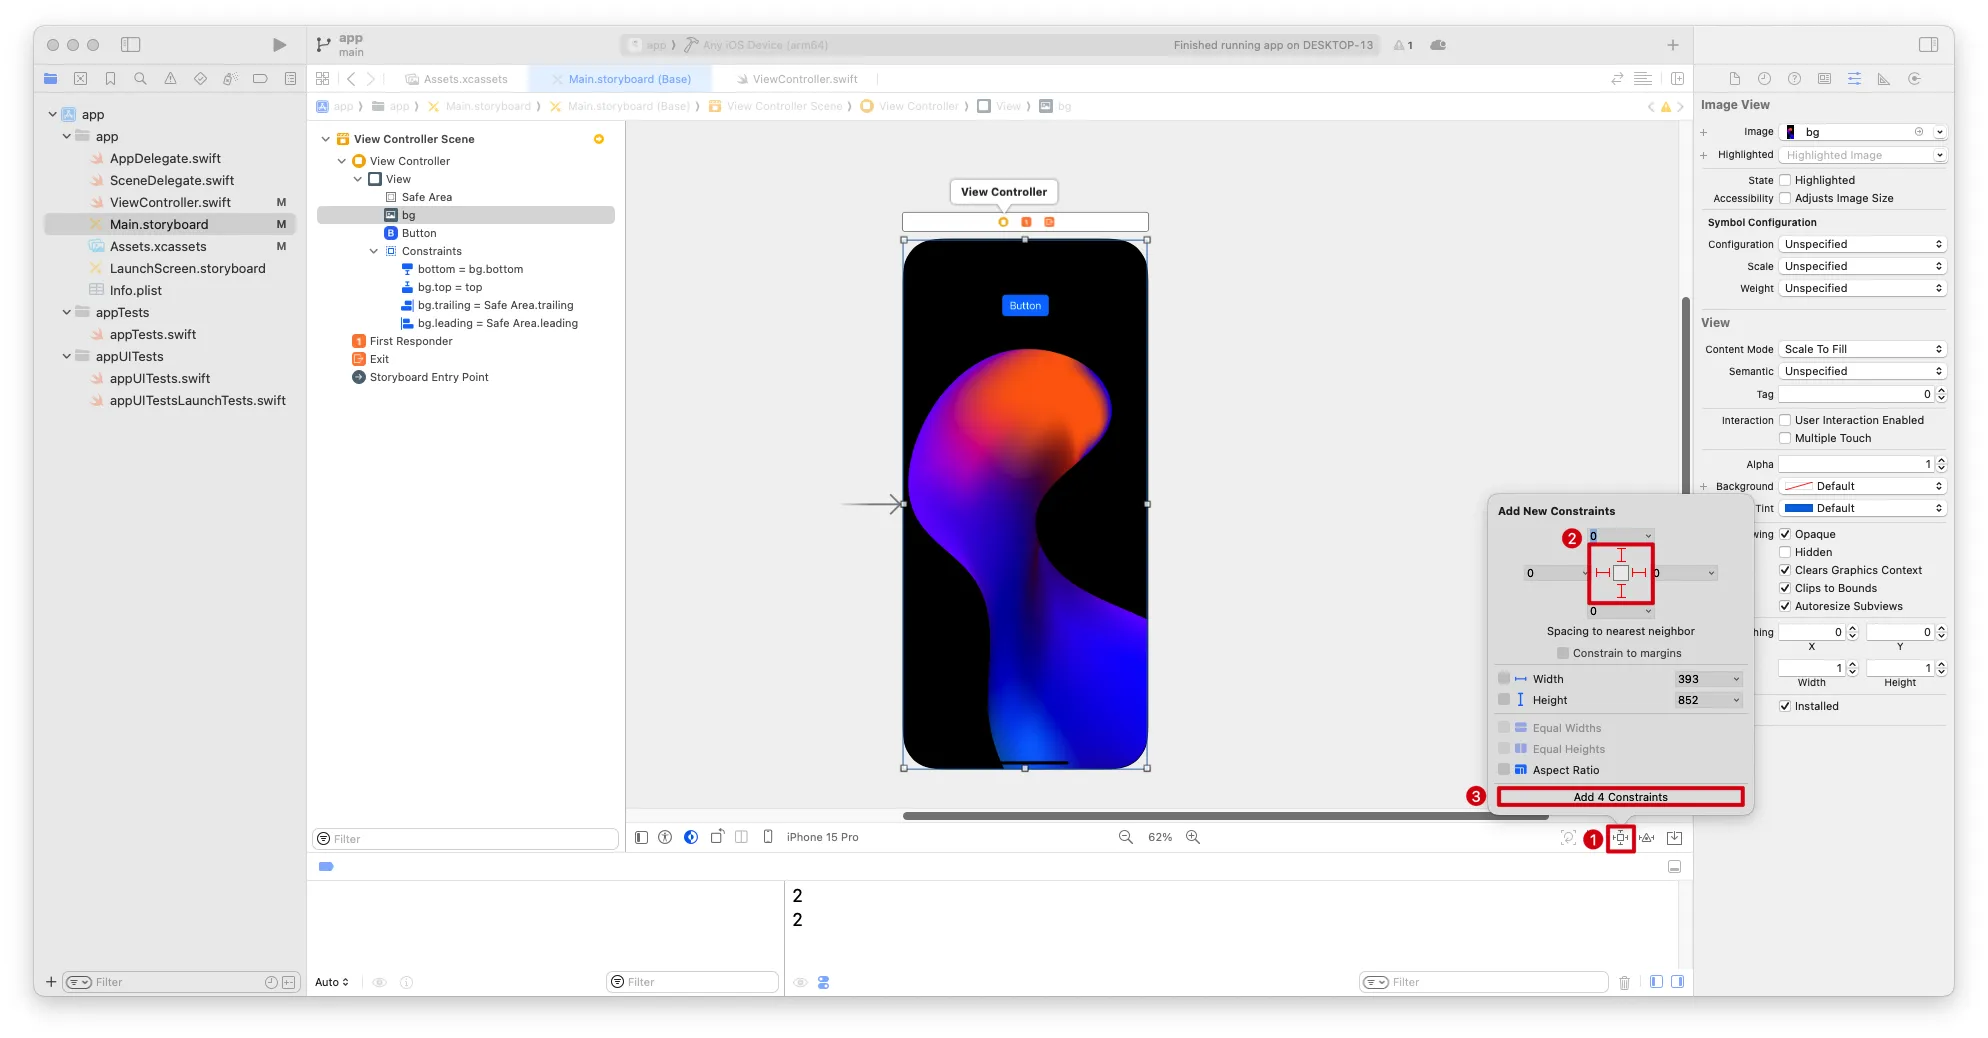 app
main
app ⟩ Any iOS Device (arm64)
Finished running app on DESKTOP-13
1
Assets.xcassets
Main.storyboard (Base)
ViewController.swift
app ⟩ app ⟩ Main.storyboard ⟩ Main.storyboard (Base) ⟩ View Controller Scene ⟩ View Controller ⟩ View ⟩ bg
app
app
AppDelegate.swift
SceneDelegate.swift
ViewController.swift M
Main.storyboard M
Assets.xcassets M
LaunchScreen.storyboard
Info.plist
appTests
appTests.swift
appUITests
appUITests.swift
appUITestsLaunchTests.swift
Filter
View Controller Scene
View Controller
View
Safe Area
bg
B Button
Constraints
bottom = bg.bottom
bg.top = top
bg.trailing = Safe Area.trailing
bg.leading = Safe Area.leading
1 First Responder
Exit
Storyboard Entry Point
Filter
View Controller
1
Button
iPhone 15 Pro
62%
Add New Constraints
2
0
0
0
0
Spacing to nearest neighbor
Constrain to margins
Width 393
Height 852
Equal Widths
Equal Heights
Aspect Ratio
3
Add 4 Constraints
1
2
2
Auto
Filter
Filter
Image View
Image bg
Highlighted Highlighted Image
State Highlighted
Accessibility Adjusts Image Size
Symbol Configuration
Configuration Unspecified
Scale Unspecified
Weight Unspecified
View
Content Mode Scale To Fill
Semantic Unspecified
Tag 0
Interaction User Interaction Enabled
Multiple Touch
Alpha 1
Background Default
Tint Default
wing Opaque
Hidden
Clears Graphics Context
Clips to Bounds
Autoresize Subviews
hing 0 0
X Y
1 1
Width Height
Installed